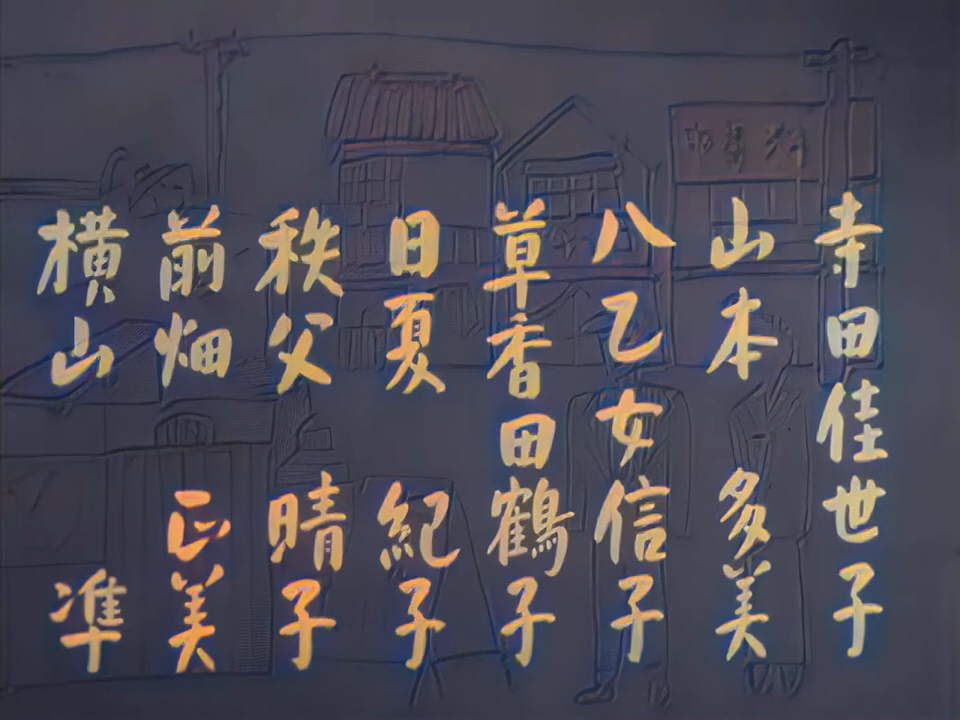 寺田佳世子
山本多美
八乙女信子
草香田鶴子
日夏紀子
秩父晴子
前畑正美
横山準